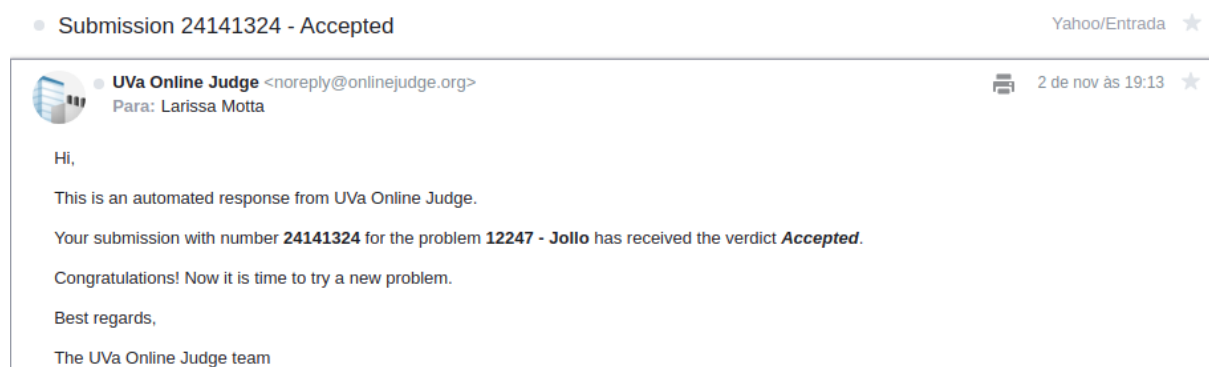 Submission 24141324 - Accepted
Yahoo/Entrada
UVa Online Judge <noreply@onlinejudge.org>
2 de nov às 19:13
Para: Larissa Motta
Hi,
This is an automated response from UVa Online Judge.
Your submission with number 24141324 for the problem 12247 - Jollo has received the verdict Accepted.
Congratulations! Now it is time to try a new problem.
Best regards,
The UVa Online Judge team